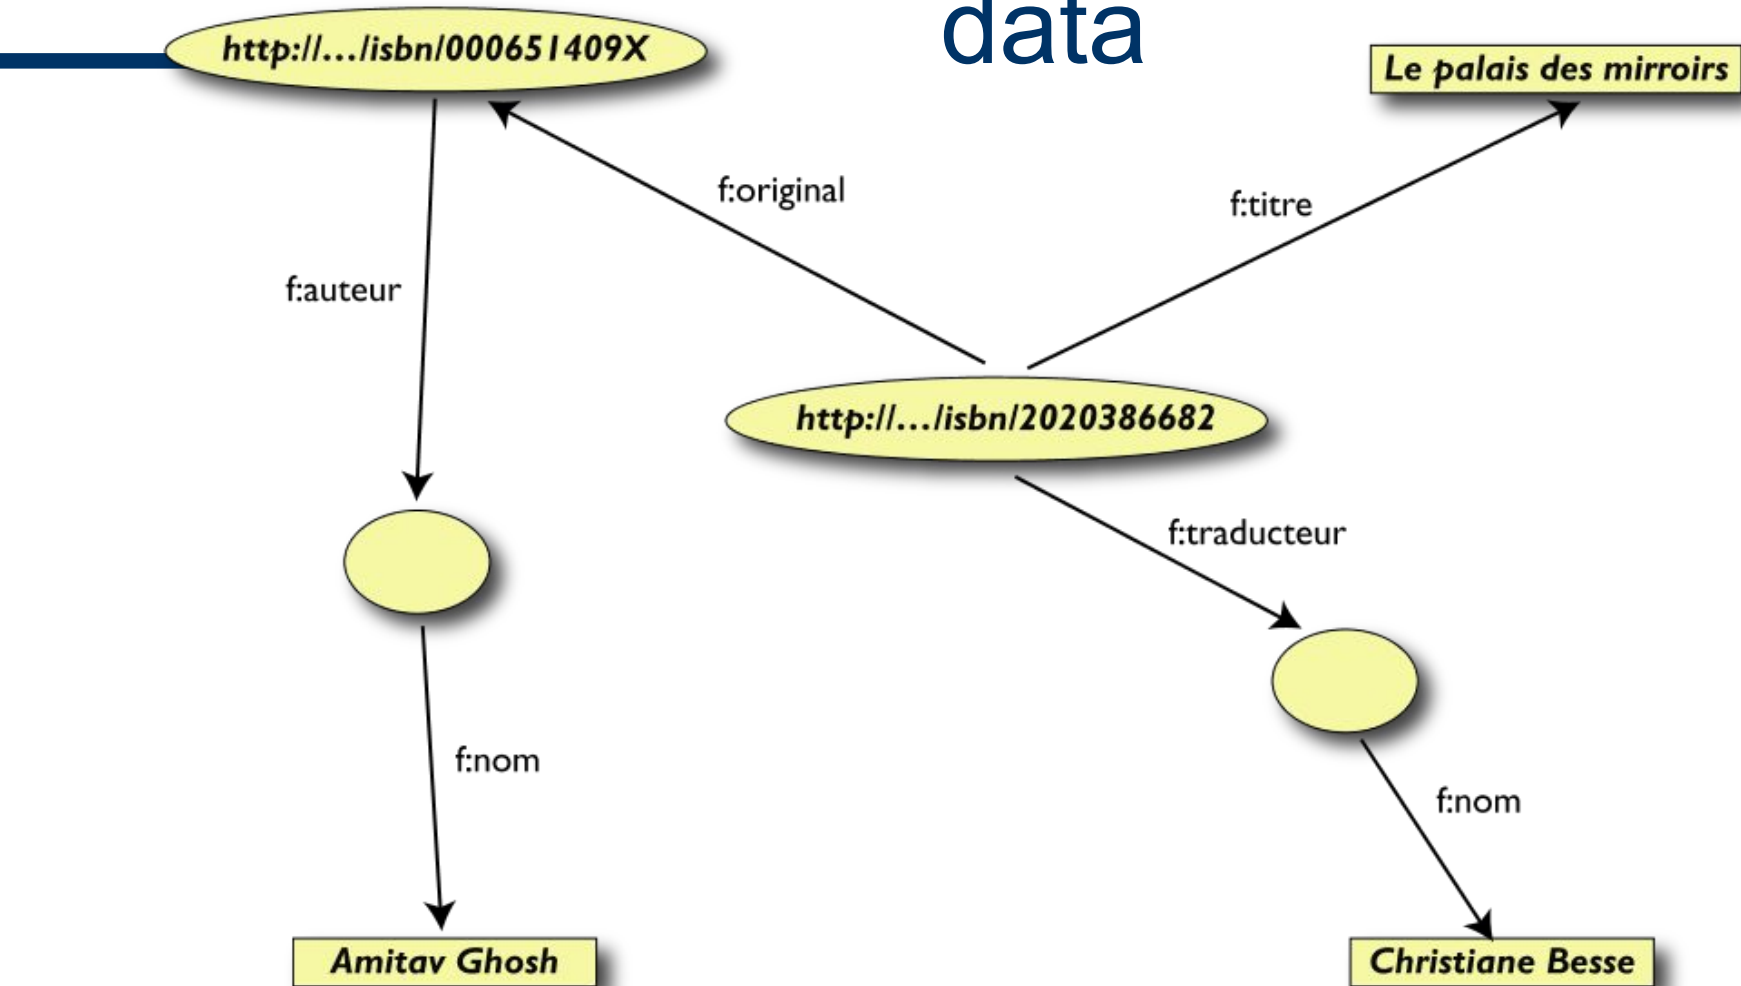 data
http://…/isbn/000651409X
Le palais des mirroirs
f:original
f:titre
f:auteur
http://…/isbn/2020386682
f:traducteur
f:nom
f:nom
Amitav Ghosh
Christiane Besse